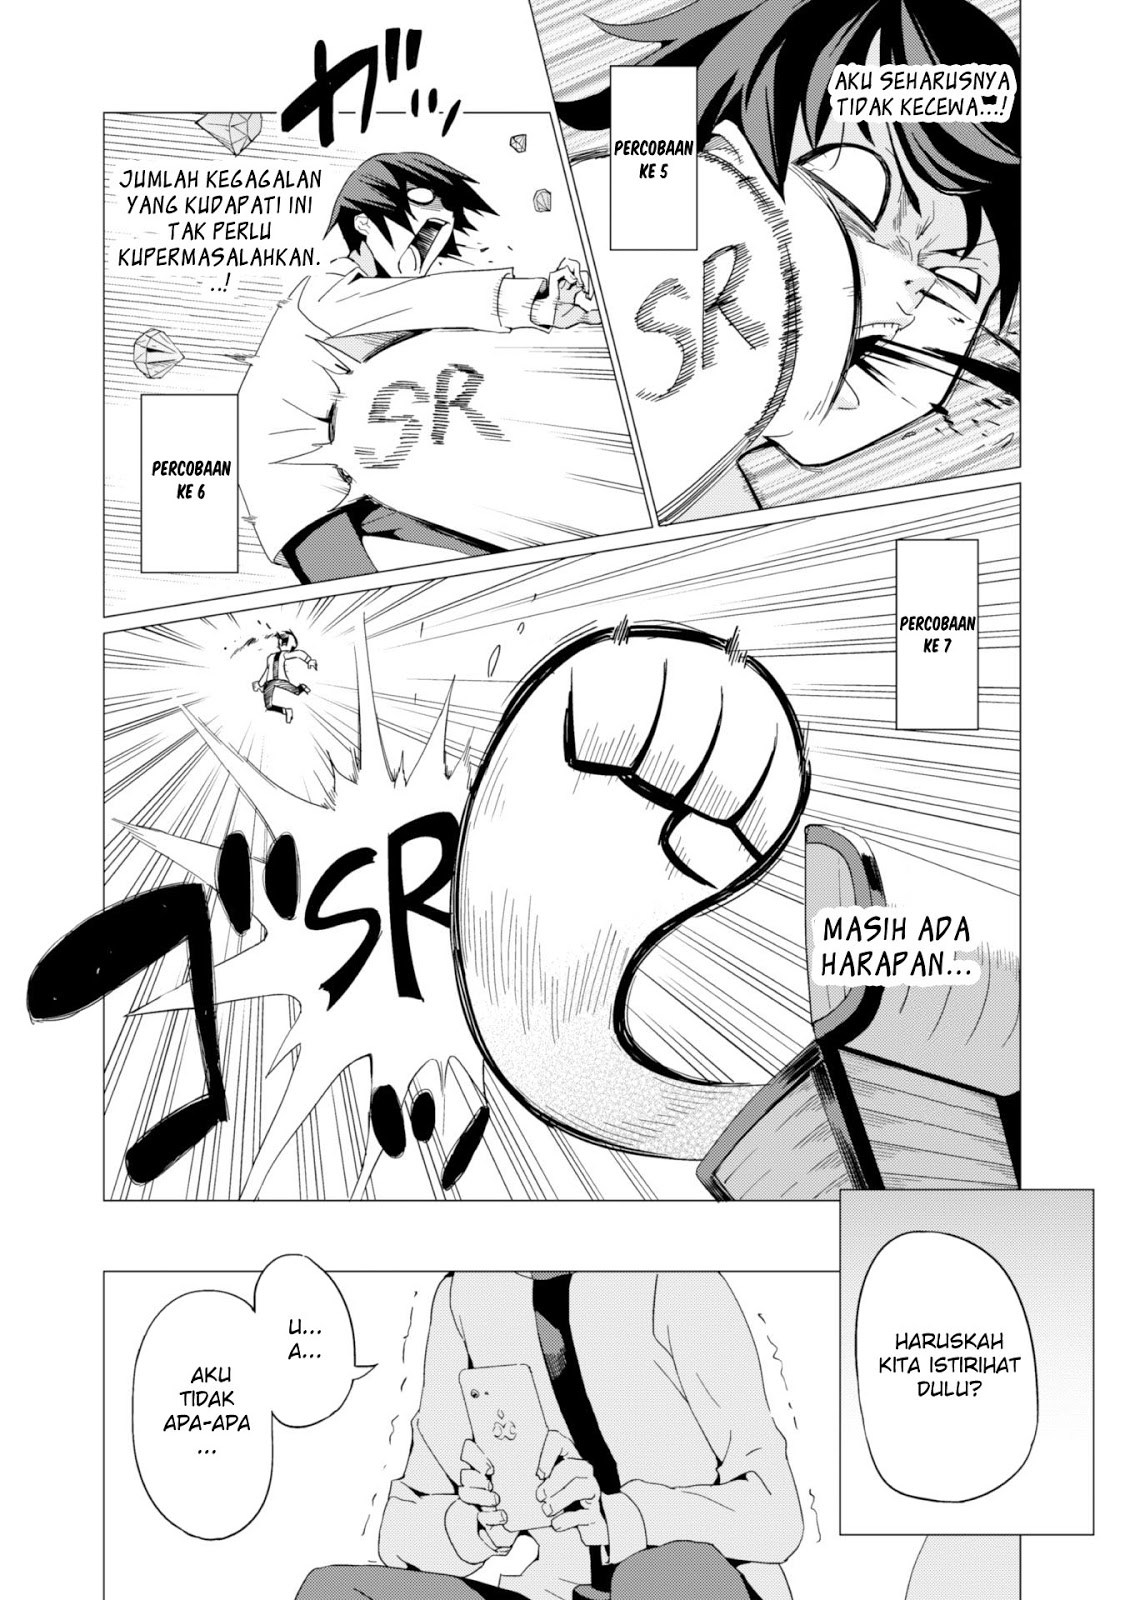 AKU SEHARUSNYA
TIDAK KECEWA...!
PERCOBAAN
KE 5
SR
ガッ
JUMLAH KEGAGALAN
YANG KUDAPATI INI
TAK PERLU
KUPERMASALAHKAN.
..!
SR
PERCOBAAN
KE 6
PERCOBAAN
KE 7
SR
ゴッ
MASIH ADA
HARAPAN...
HARUSKAH
KITA ISTIRIHAT
DULU?
U...
A...
AKU
TIDAK
APA-APA
...